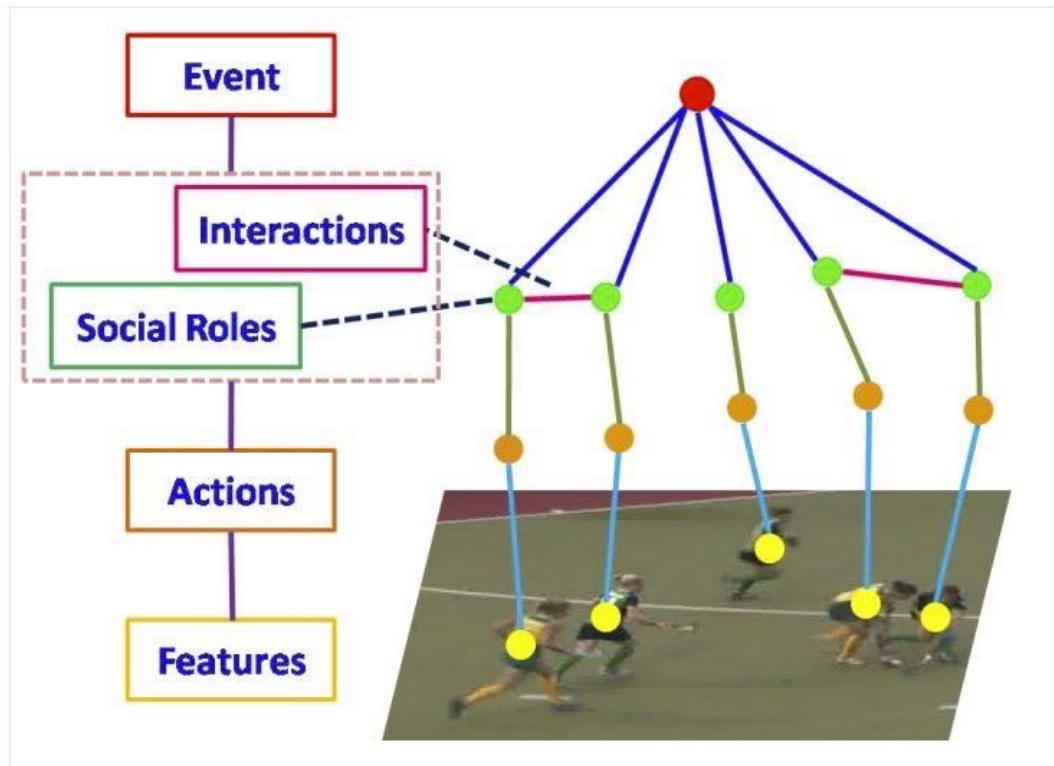 Event
Interactions
Social Roles
Actions
Features